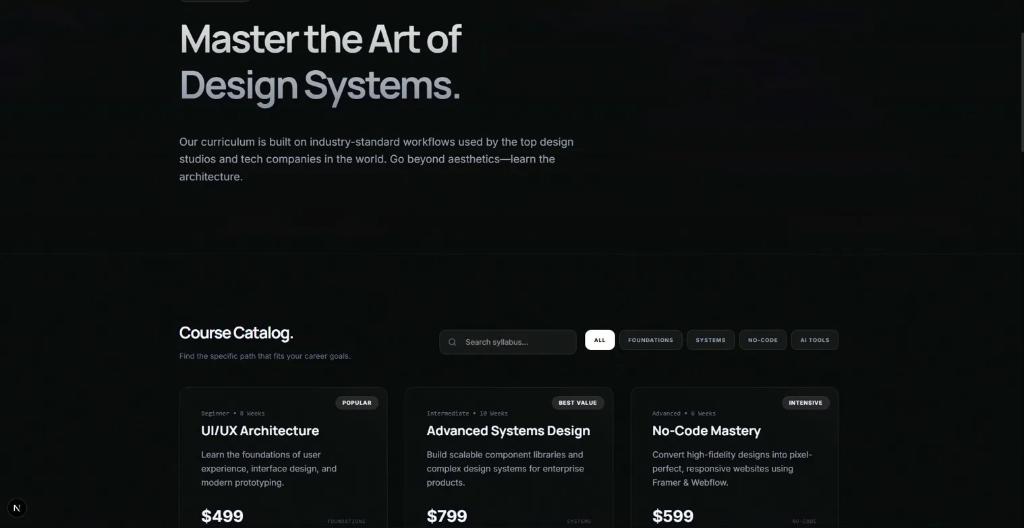 Master the Art of
Design Systems.
Our curriculum is built on industry-standard workflows used by the top design
studios and tech companies in the world. Go beyond aesthetics—learn the
architecture.
Course Catalog.
Find the specific path that fits your career goals.
Search syllabus...
ALL
FOUNDATIONS
SYSTEMS
NO-CODE
AI TOOLS
POPULAR
Beginner • 8 Weeks
UI/UX Architecture
Learn the foundations of user
experience, interface design, and
modern prototyping.
$499
FOUNDATIONS
BEST VALUE
Intermediate • 10 Weeks
Advanced Systems Design
Build scalable component libraries and
complex design systems for enterprise
products.
$799
SYSTEMS
INTENSIVE
Advanced • 6 Weeks
No-Code Mastery
Convert high-fidelity designs into pixel-
perfect, responsive websites using
Framer & Webflow.
$599
NO-CODE
N